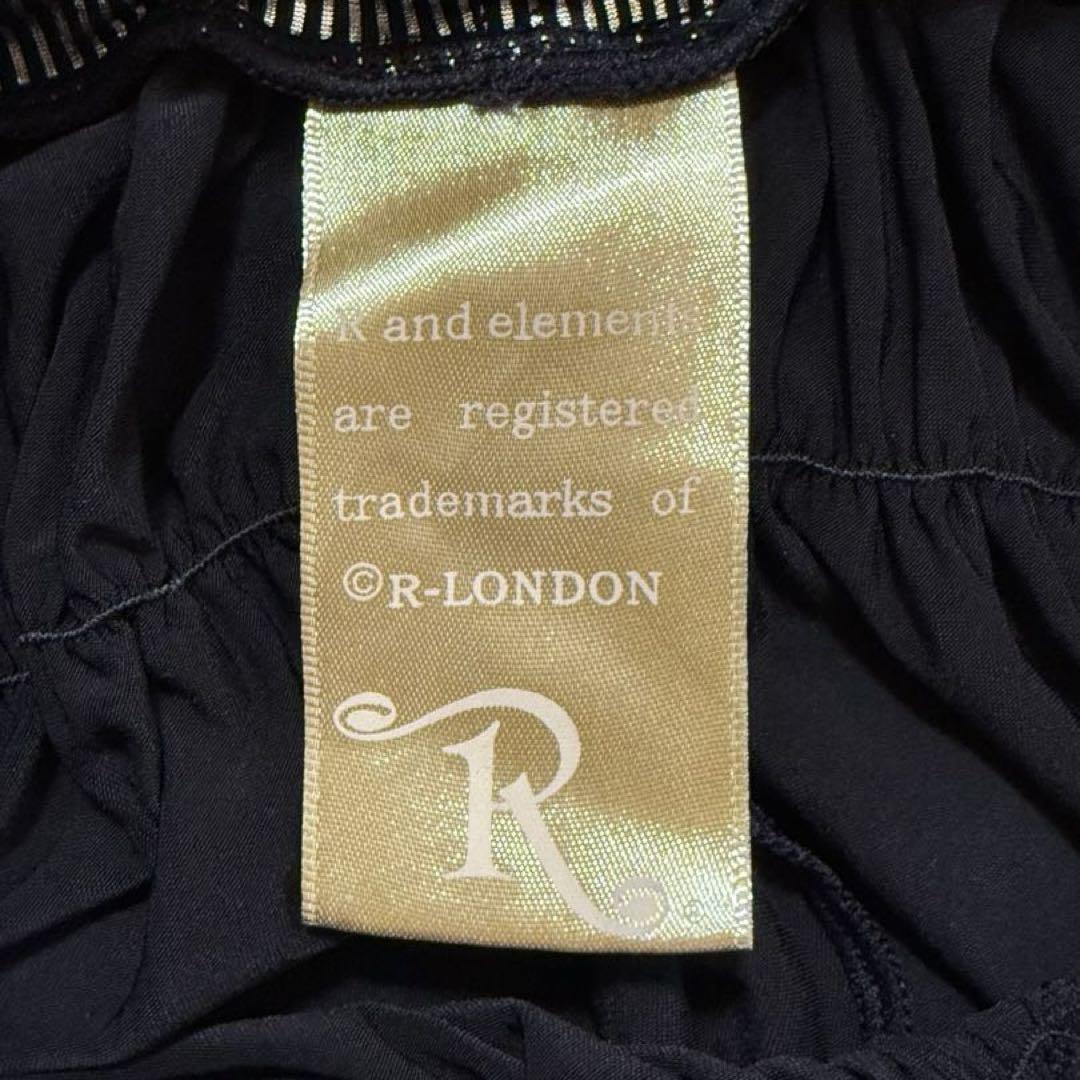 R and elements
are registered
trademarks of
©R-LONDON
R